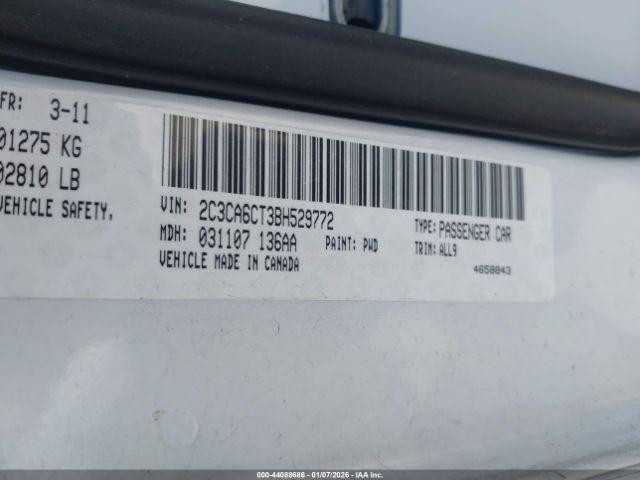 FR: 3-11
01275 KG
02810 LB
VEHICLE SAFETY,
VIN: 2C3CA6CT3BH529772
TYPE: PASSENGER CAR
MDH: 031107 136AA PAINT: PWD
TRIM: ALL9
VEHICLE MADE IN CANADA
4658843
000-44088686 - 01/07/2026 - IAA Inc.